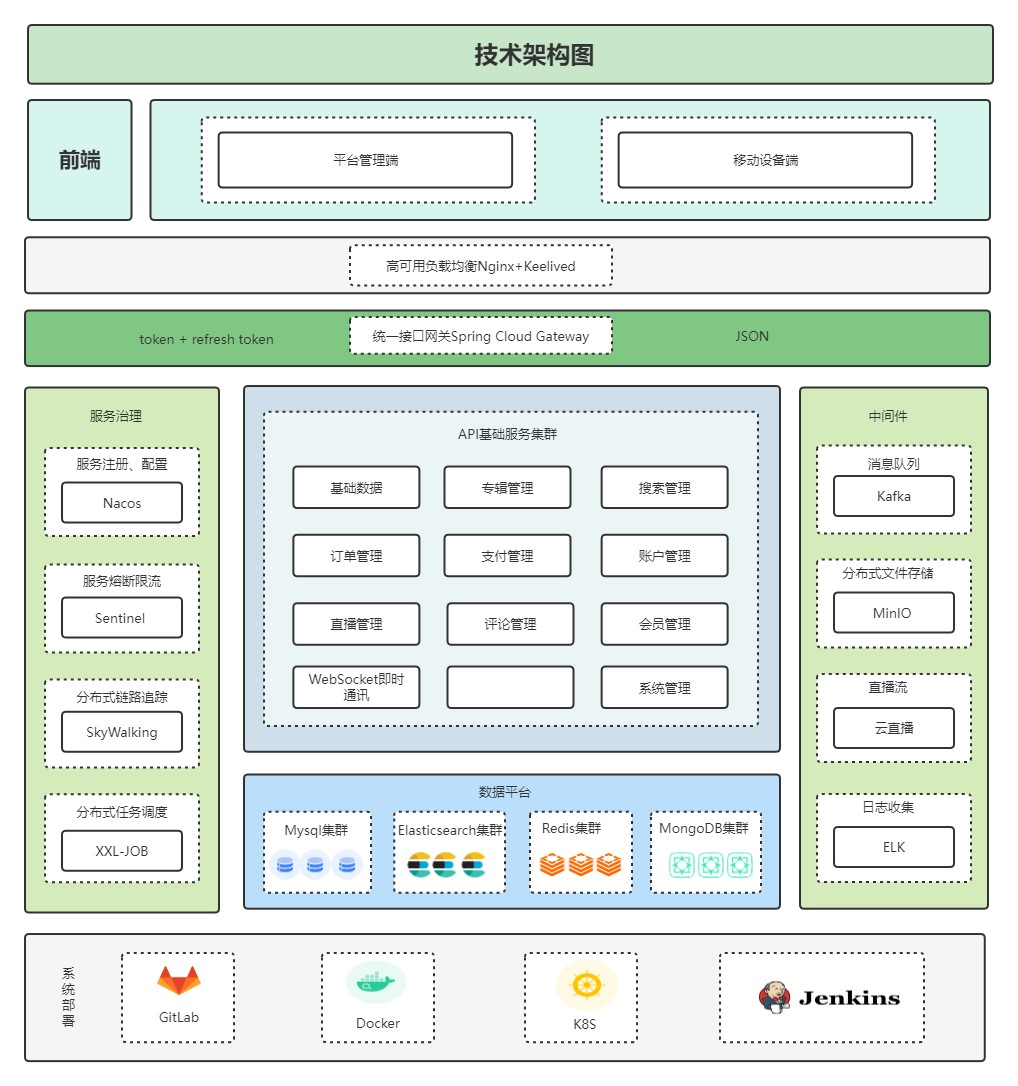 技术架构图
前端
平台管理端
移动设备端
高可用负载均衡Nginx+Keelived
token + refresh token
统一接口网关Spring Cloud Gateway
JSON
服务治理
服务注册、配置
Nacos
服务熔断限流
Sentinel
分布式链路追踪
SkyWalking
分布式任务调度
XXL-JOB
API基础服务集群
基础数据
专辑管理
搜索管理
订单管理
支付管理
账户管理
直播管理
评论管理
会员管理
WebSocket即时
通讯
系统管理
数据平台
Mysql集群
Elasticsearch集群
Redis集群
MongoDB集群
中间件
消息队列
Kafka
分布式文件存储
MinIO
直播流
云直播
日志收集
ELK
系统部署
GitLab
Docker
K8S
Jenkins